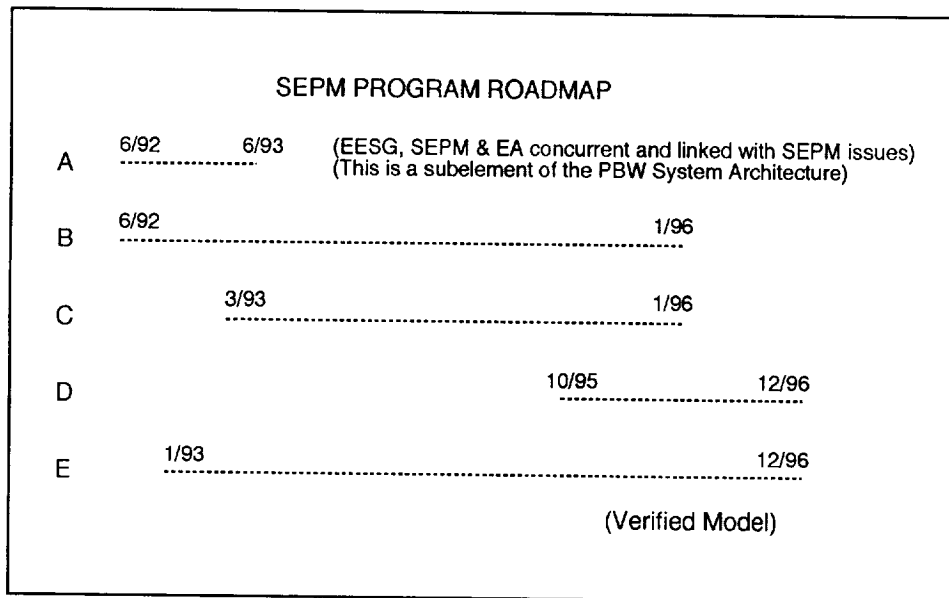 SEPM PROGRAM ROADMAP
A 6/92 6/93 (EESG, SEPM & EA concurrent and linked with SEPM issues)
(This is a subelement of the PBW System Architecture)
B 6/92 1/96
C 3/93 1/96
D 10/95 12/96
E 1/93 12/96
(Verified Model)